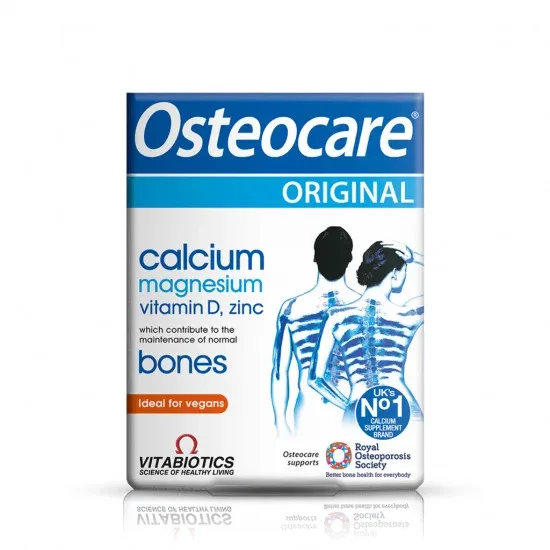 Osteocare®
ORIGINAL
calcium
magnesium
vitamin D, zinc
which contribute to the
maintenance of normal
bones
Ideal for vegans
UK's
Nº1
CALCIUM
SUPPLEMENT
BRAND
VITABIOTICS
SCIENCE OF HEALTHY LIVING
Osteocare
supports
Royal
Osteoporosis
Society
Better bone health for everybody